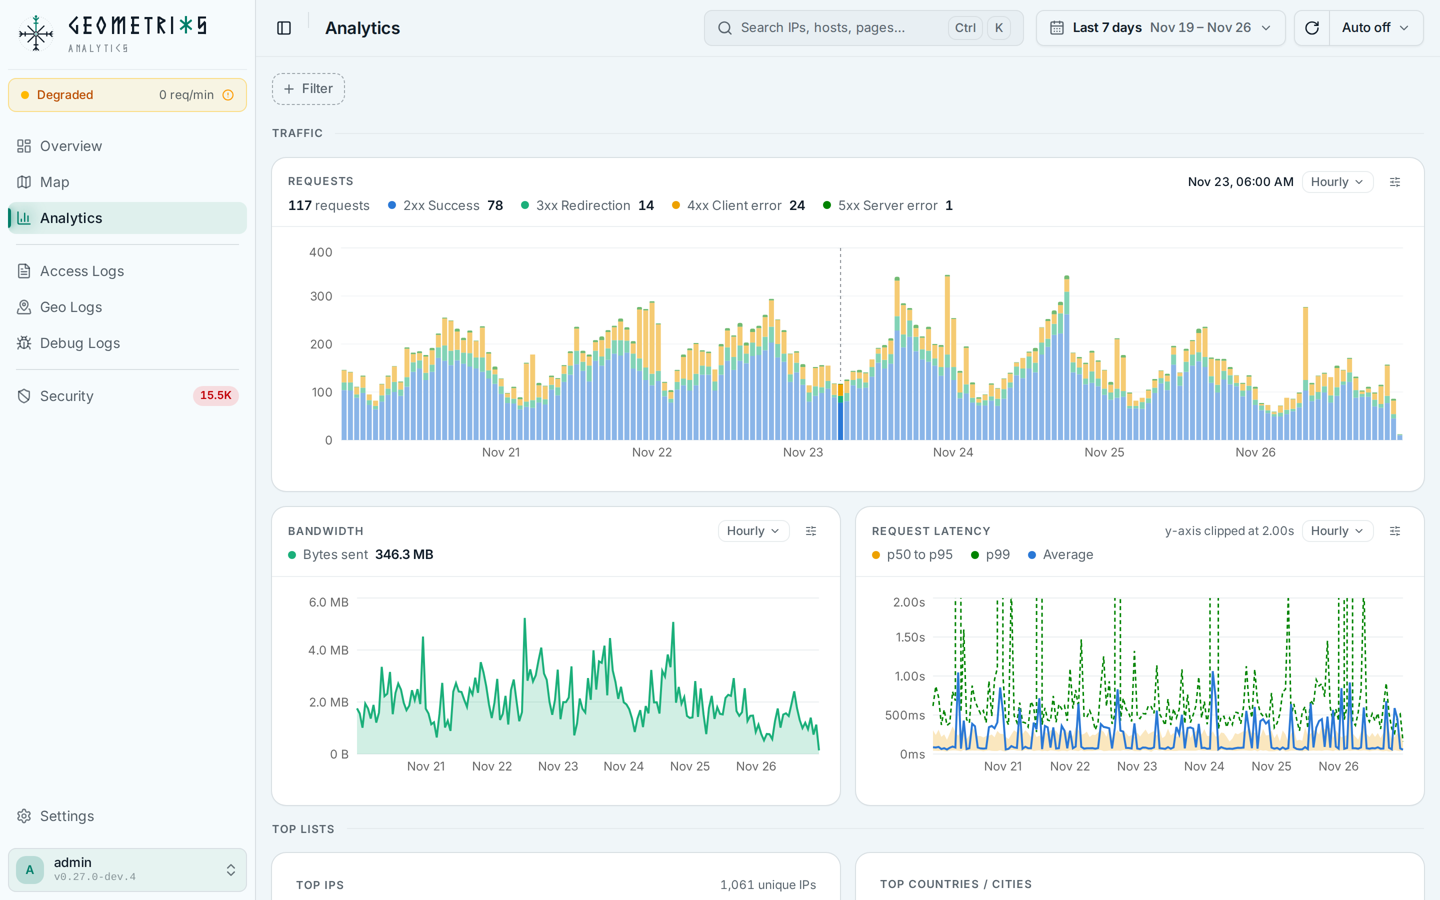 GEOMETRIKS
ANALYTICS
Degraded 0 req/min
Overview
Map
Analytics
Access Logs
Geo Logs
Debug Logs
Security 15.5K
Settings
A admin
v0.27.0-dev.4
Analytics
Search IPs, hosts, pages... Ctrl K
Last 7 days Nov 19 – Nov 26
Auto off
Filter
TRAFFIC
REQUESTS
Nov 23, 06:00 AM Hourly
117 requests 2xx Success 78 3xx Redirection 14 4xx Client error 24 5xx Server error 1
400
300
200
100
0
Nov 21 Nov 22 Nov 23 Nov 24 Nov 25 Nov 26
BANDWIDTH Hourly
Bytes sent 346.3 MB
6.0 MB
4.0 MB
2.0 MB
0 B
Nov 21 Nov 22 Nov 23 Nov 24 Nov 25 Nov 26
REQUEST LATENCY y-axis clipped at 2.00s Hourly
p50 to p95 p99 Average
2.00s
1.50s
1.00s
500ms
0ms
Nov 21 Nov 22 Nov 23 Nov 24 Nov 25 Nov 26
TOP LISTS
TOP IPS 1,061 unique IPs
TOP COUNTRIES / CITIES